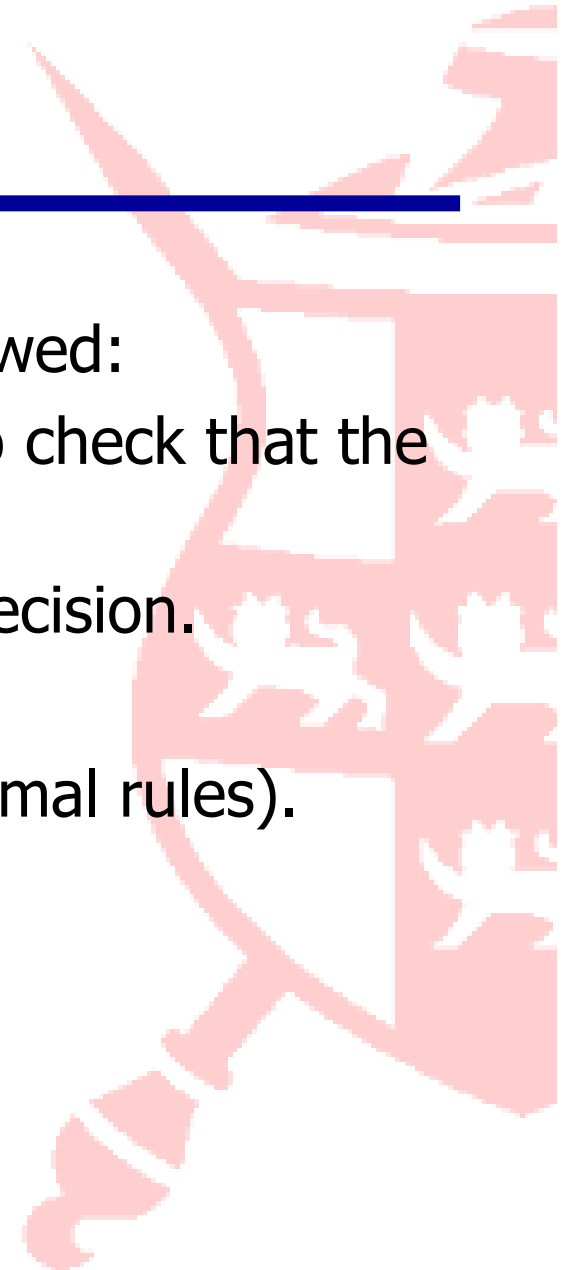 wed:
check that the
ecision.
mal rules).